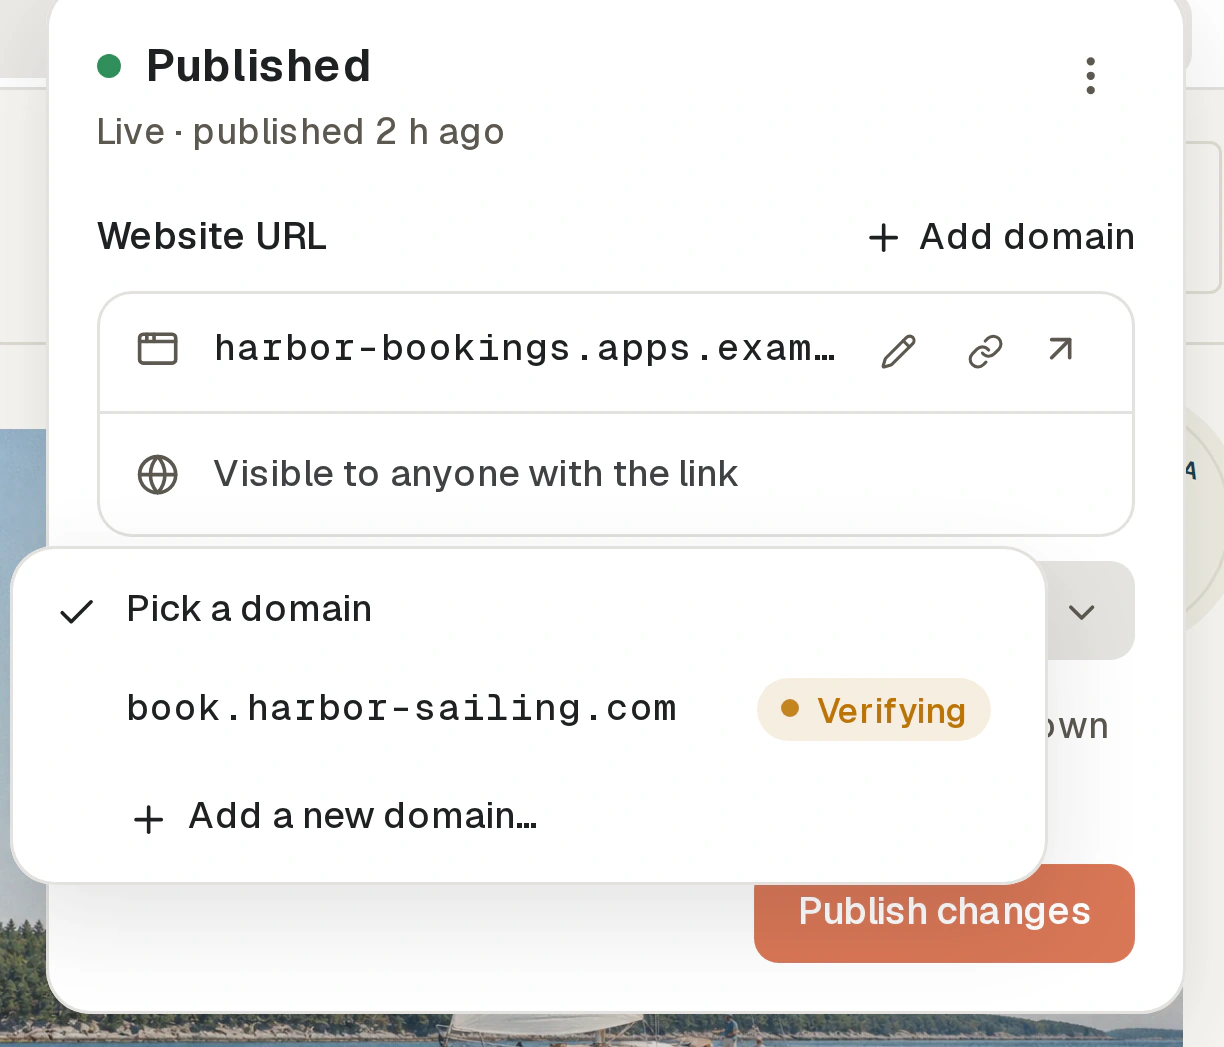 Published
Live · published 2 h ago
Website URL
Add domain
harbor-bookings.apps.exam…
Visible to anyone with the link
Pick a domain
book.harbor-sailing.com
Verifying
Add a new domain…
Publish changes